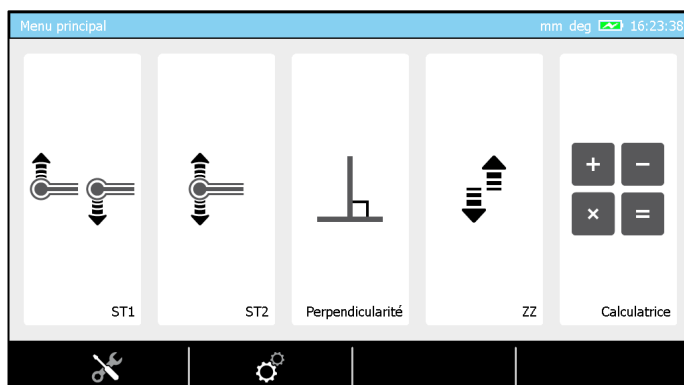 Menu principal mm deg 16:23:38
ST1 ST2 Perpendicularité ZZ Calculatrice